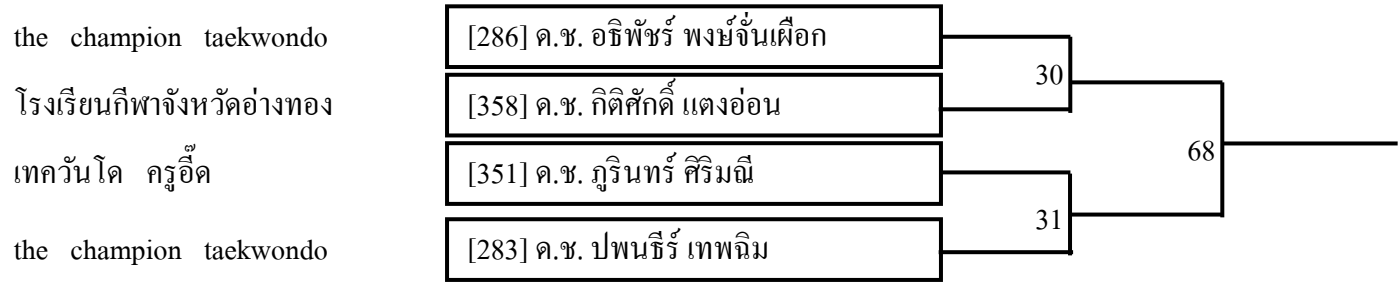 the champion taekwondo [286] ด.ช. อธิพัชร์ พงษ์จั่นเผือก
30
โรงเรียนกีฬาจังหวัดอ่างทอง [358] ด.ช. กิติศักดิ์ แตงอ่อน
68
เทควันโด ครูอี๊ด [351] ด.ช. ภูรินทร์ ศิริมณี
31
the champion taekwondo [283] ด.ช. ปพนธีร์ เทพฉิม